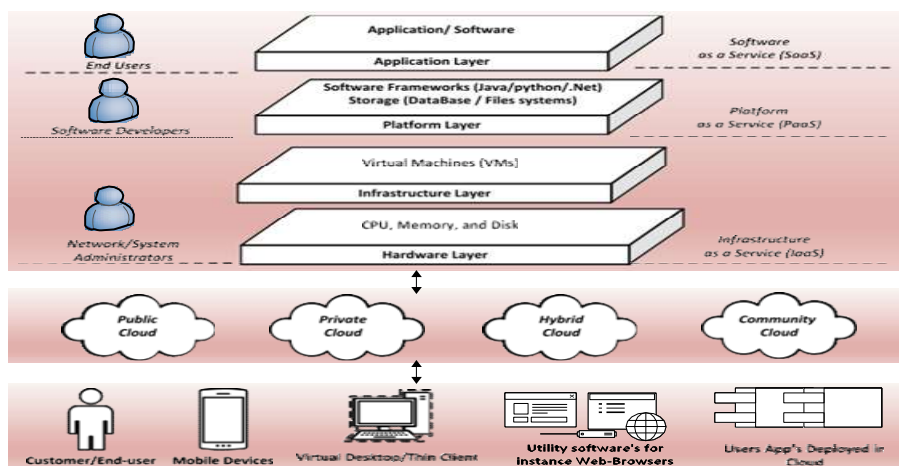 Application/ Software
Application Layer
End Users
Software
as a Service (SaaS)
Software Frameworks (Java/python/.Net)
Storage (DataBase / Files systems)
Platform Layer
Software Developers
Platform
as a Service (PaaS)
Virtual Machines (VMs]
Infrastructure Layer
CPU, Memory, and Disk
Hardware Layer
Network/System
Administrators
Infrastructure
as a Service (IaaS)
Public
Cloud
Private
Cloud
Hybrid
Cloud
Community
Cloud
Customer/End-user
Mobile Devices
Virtual Desktop/Thin Client
Utility software's for
instance Web-Browsers
Users App's Deployed in
Cloud